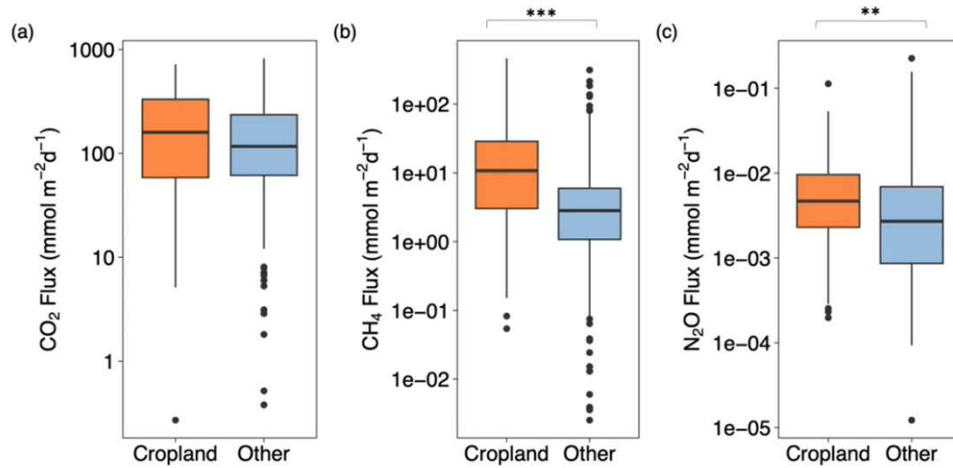 (a)
CO₂ Flux (mmol m⁻²d⁻¹)
1000
100
10
1
Cropland Other
(b)
***
CH₄ Flux (mmol m⁻²d⁻¹)
1e+02
1e+01
1e+00
1e-01
1e-02
Cropland Other
(c)
**
N₂O Flux (mmol m⁻²d⁻¹)
1e-01
1e-02
1e-03
1e-04
1e-05
Cropland Other